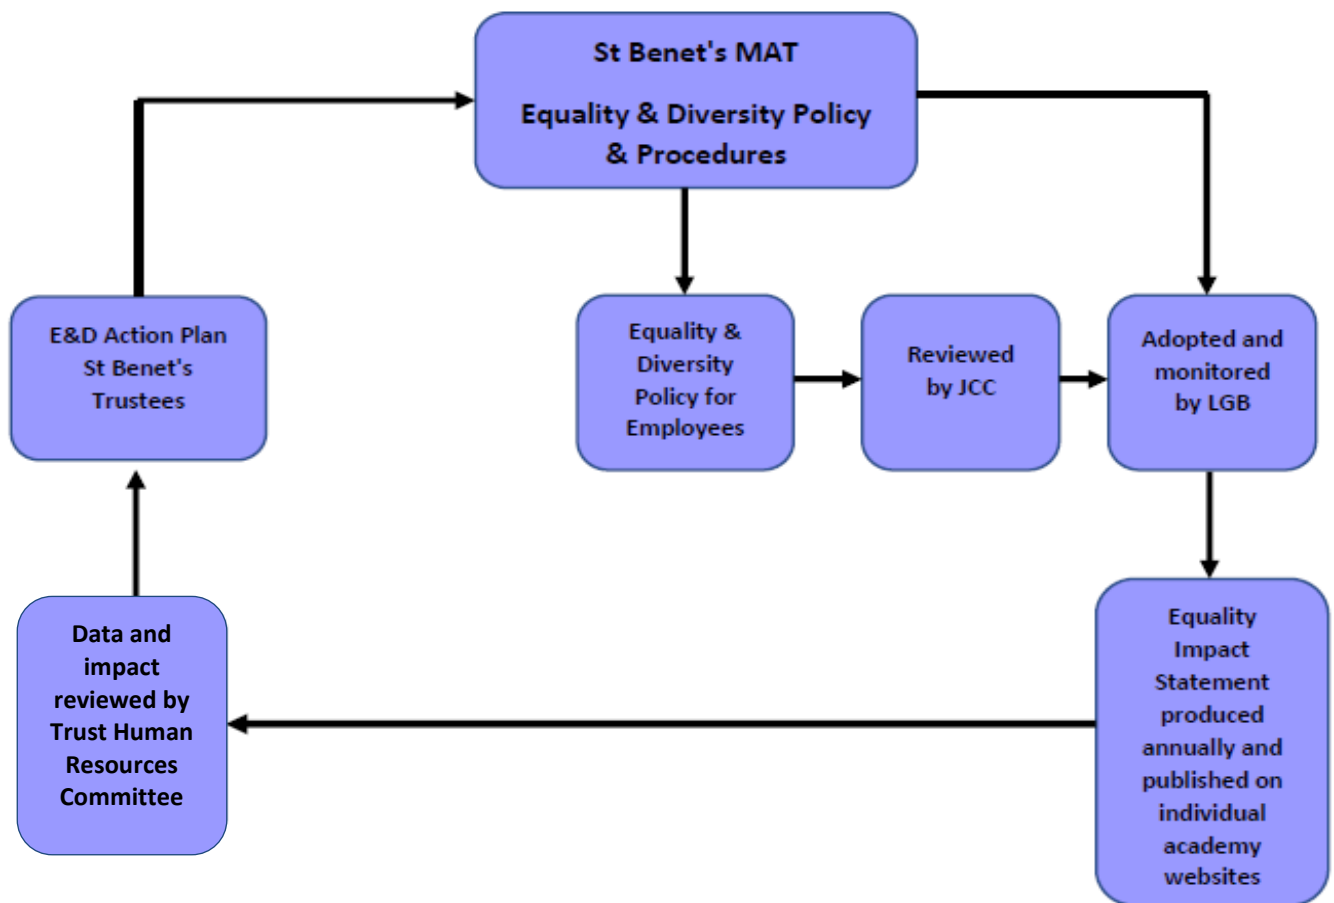 St Benet's MAT
Equality & Diversity Policy
& Procedures
E&D Action Plan
St Benet's
Trustees
Equality &
Diversity
Policy for
Employees
Reviewed
by JCC
Adopted and
monitored
by LGB
Data and
impact
reviewed by
Trust Human
Resources
Committee
Equality
Impact
Statement
produced
annually and
published on
individual
academy
websites